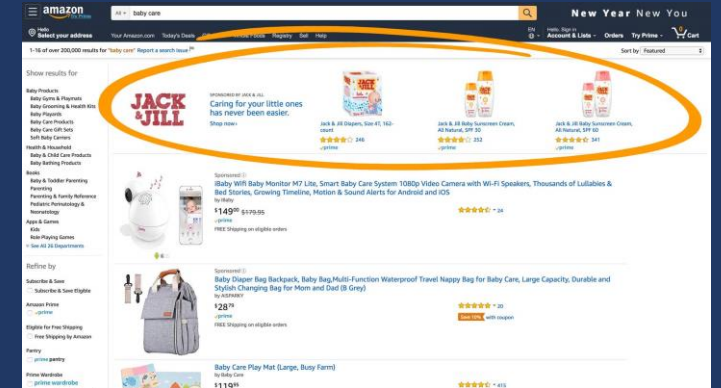 amazon
Try Prime
All
baby care
New Year New You
Hello
Select your address
Your Amazon.com Today's Deals
Registry Sell Help
EN
Hello. Sign in
Account & Lists Orders Try Prime Cart
0
1-16 of over 200,000 results for "baby care" Report a search issue
Sort by Featured
Show results for
Baby Products
Baby Gyms & Playmats
Baby Grooming & Health Kits
Baby Playards
Baby Care Products
Baby Care Gift Sets
Soft Baby Carriers
Health & Household
Baby & Child Care Products
Baby Bathing Products
Books
Baby & Toddler Parenting
Parenting
Parenting & Family Reference
Pediatric Perinatology &
Neonatology
Apps & Games
Kids
Role Playing Games
See All 26 Departments
Refine by
Subscribe & Save
Subscribe & Save Eligible
Amazon Prime
prime
Eligible for Free Shipping
Free Shipping by Amazon
Pantry
prime pantry
Prime Wardrobe
prime wardrobe
JACK
& JILL
SPONSORED BY JACK & JILL
Caring for your little ones
has never been easier.
Shop now
Jack & Jill Diapers, Size 4T, 162-
count
246
prime
Jack & Jill Baby Sunscreen Cream,
All Natural, SPF 30
252
prime
Jack & Jill Baby Sunscreen Cream,
All Natural, SPF 60
341
prime
Sponsored
iBaby Wifi Baby Monitor M7 Lite, Smart Baby Care System 1080p Video Camera with Wi-Fi Speakers, Thousands of Lullabies &
Bed Stories, Growing Timeline, Motion & Sound Alerts for Android and iOS
by iBaby
$149⁰⁰ $179.95
prime
FREE Shipping on eligible orders
24
Sponsored
Baby Diaper Bag Backpack, Baby Bag,Multi-Function Waterproof Travel Nappy Bag for Baby Care, Large Capacity, Durable and
Stylish Changing Bag for Mom and Dad (B Grey)
by AISPARKY
$28⁷⁹
prime
FREE Shipping on eligible orders
20
Save 10% with coupon
Baby Care Play Mat (Large, Busy Farm)
by Baby Care
$119⁹⁵
415